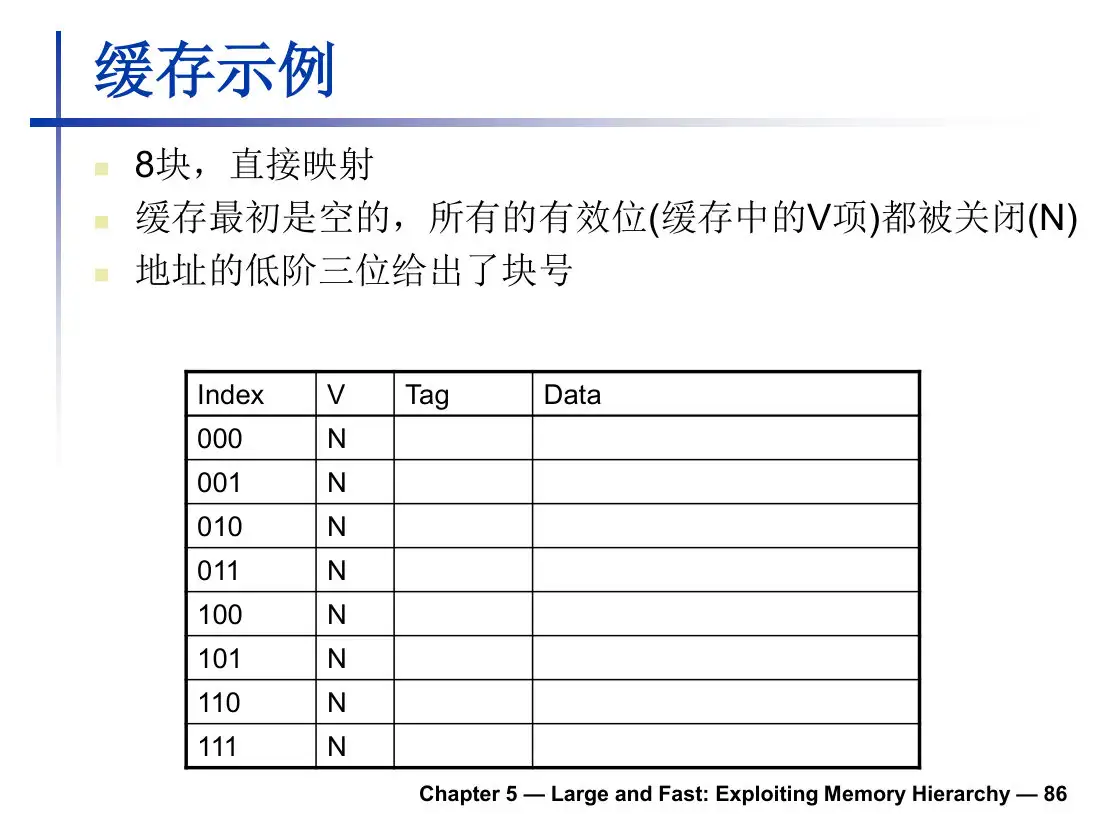 缓存示例
8块，直接映射
缓存最初是空的，所有的有效位(缓存中的V项)都被关闭(N)
地址的低阶三位给出了块号
Index V Tag Data
000 N
001 N
010 N
011 N
100 N
101 N
110 N
111 N
Chapter 5 — Large and Fast: Exploiting Memory Hierarchy — 86